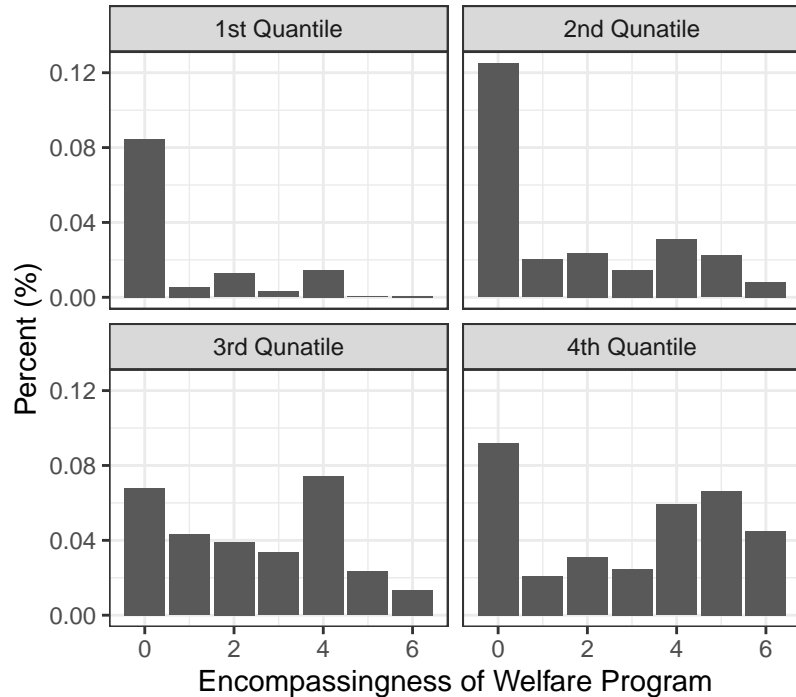 1st Quantile
2nd Qunatile
0.12
0.08
0.04
0.00
3rd Qunatile
4th Quantile
0.12
0.08
0.04
0.00
0 2 4 6
0 2 4 6
Percent (%)
Encompassingness of Welfare Program